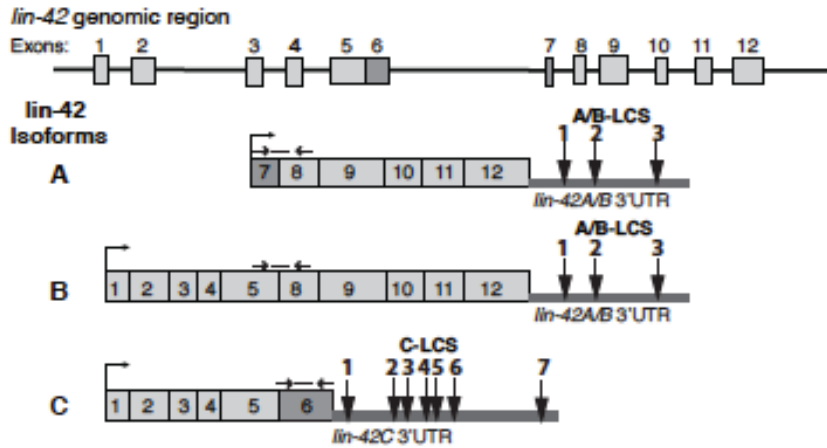 lin-42 genomic region
Exons: 1 2 3 4 5 6 7 8 9 10 11 12
lin-42
Isoforms
A/B-LCS
1 2 3
A 7 8 9 10 11 12
lin-42A/B 3'UTR
A/B-LCS
1 2 3
B 1 2 3 4 5 8 9 10 11 12
lin-42A/B 3'UTR
C-LCS
1 2 3 4 5 6 7
C 1 2 3 4 5 6
lin-42C 3'UTR